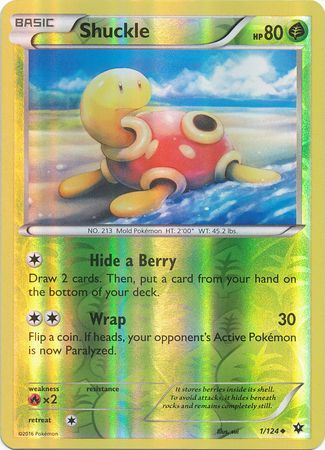 BASIC
Shuckle HP80
NO. 213 Mold Pokémon HT: 2'00" WT: 45.2 lbs.
Hide a Berry
Draw 2 cards. Then, put a card from your hand on
the bottom of your deck.
Wrap 30
Flip a coin. If heads, your opponent's Active Pokémon
is now Paralyzed.
weakness resistance
×2
retreat
It stores berries inside its shell.
To avoid attacks, it hides beneath
rocks and remains completely still.
©2016 Pokémon
Illus. sui
1/124